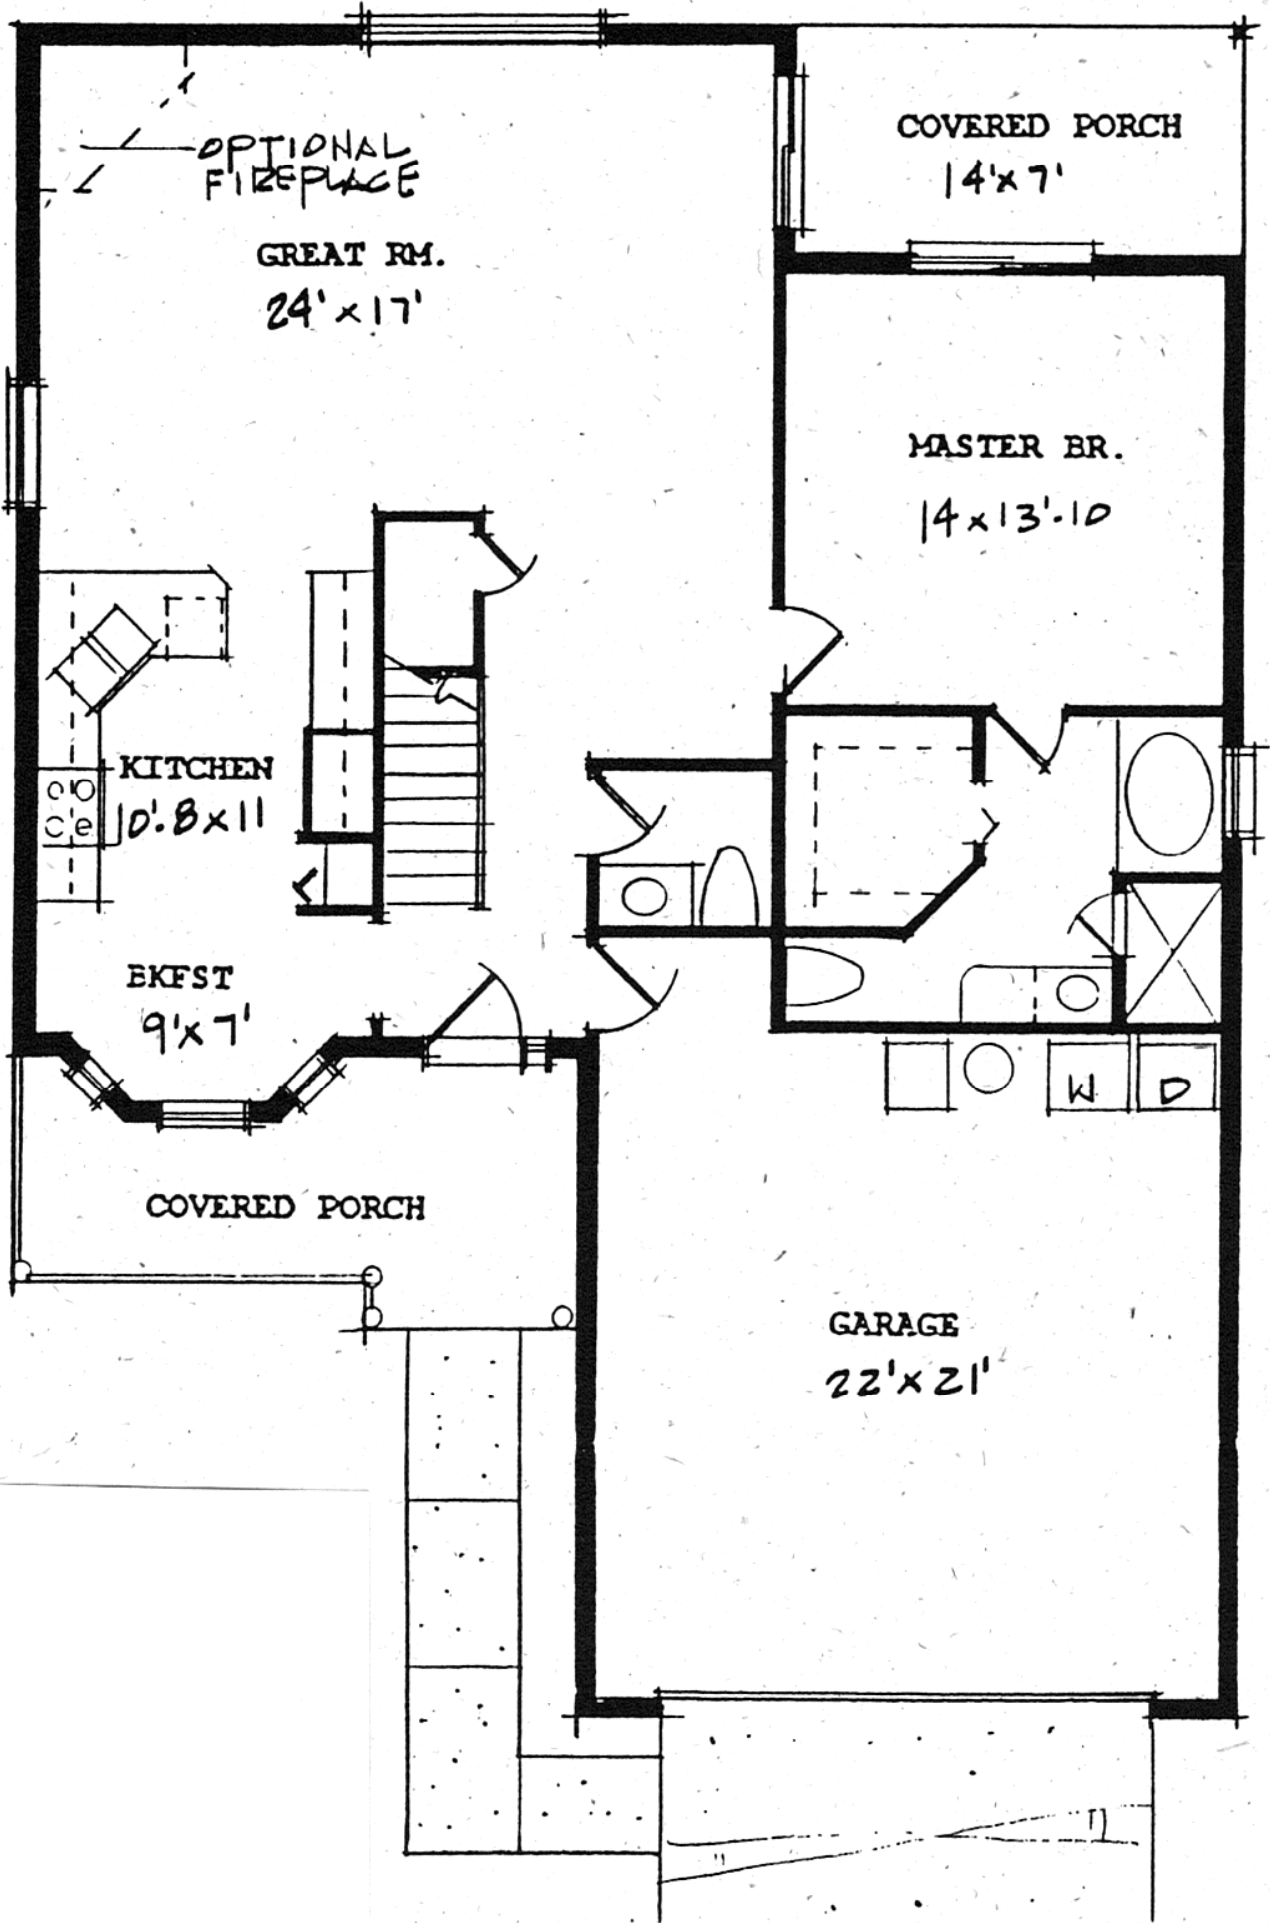 COVERED PORCH
14'x7'
OPTIONAL
FIREPLACE
GREAT RM.
24'x17'
MASTER BR.
14x13'.10
KITCHEN
10'.8x11
BKFST
9'x7'
W
D
COVERED PORCH
GARAGE
22'x21'